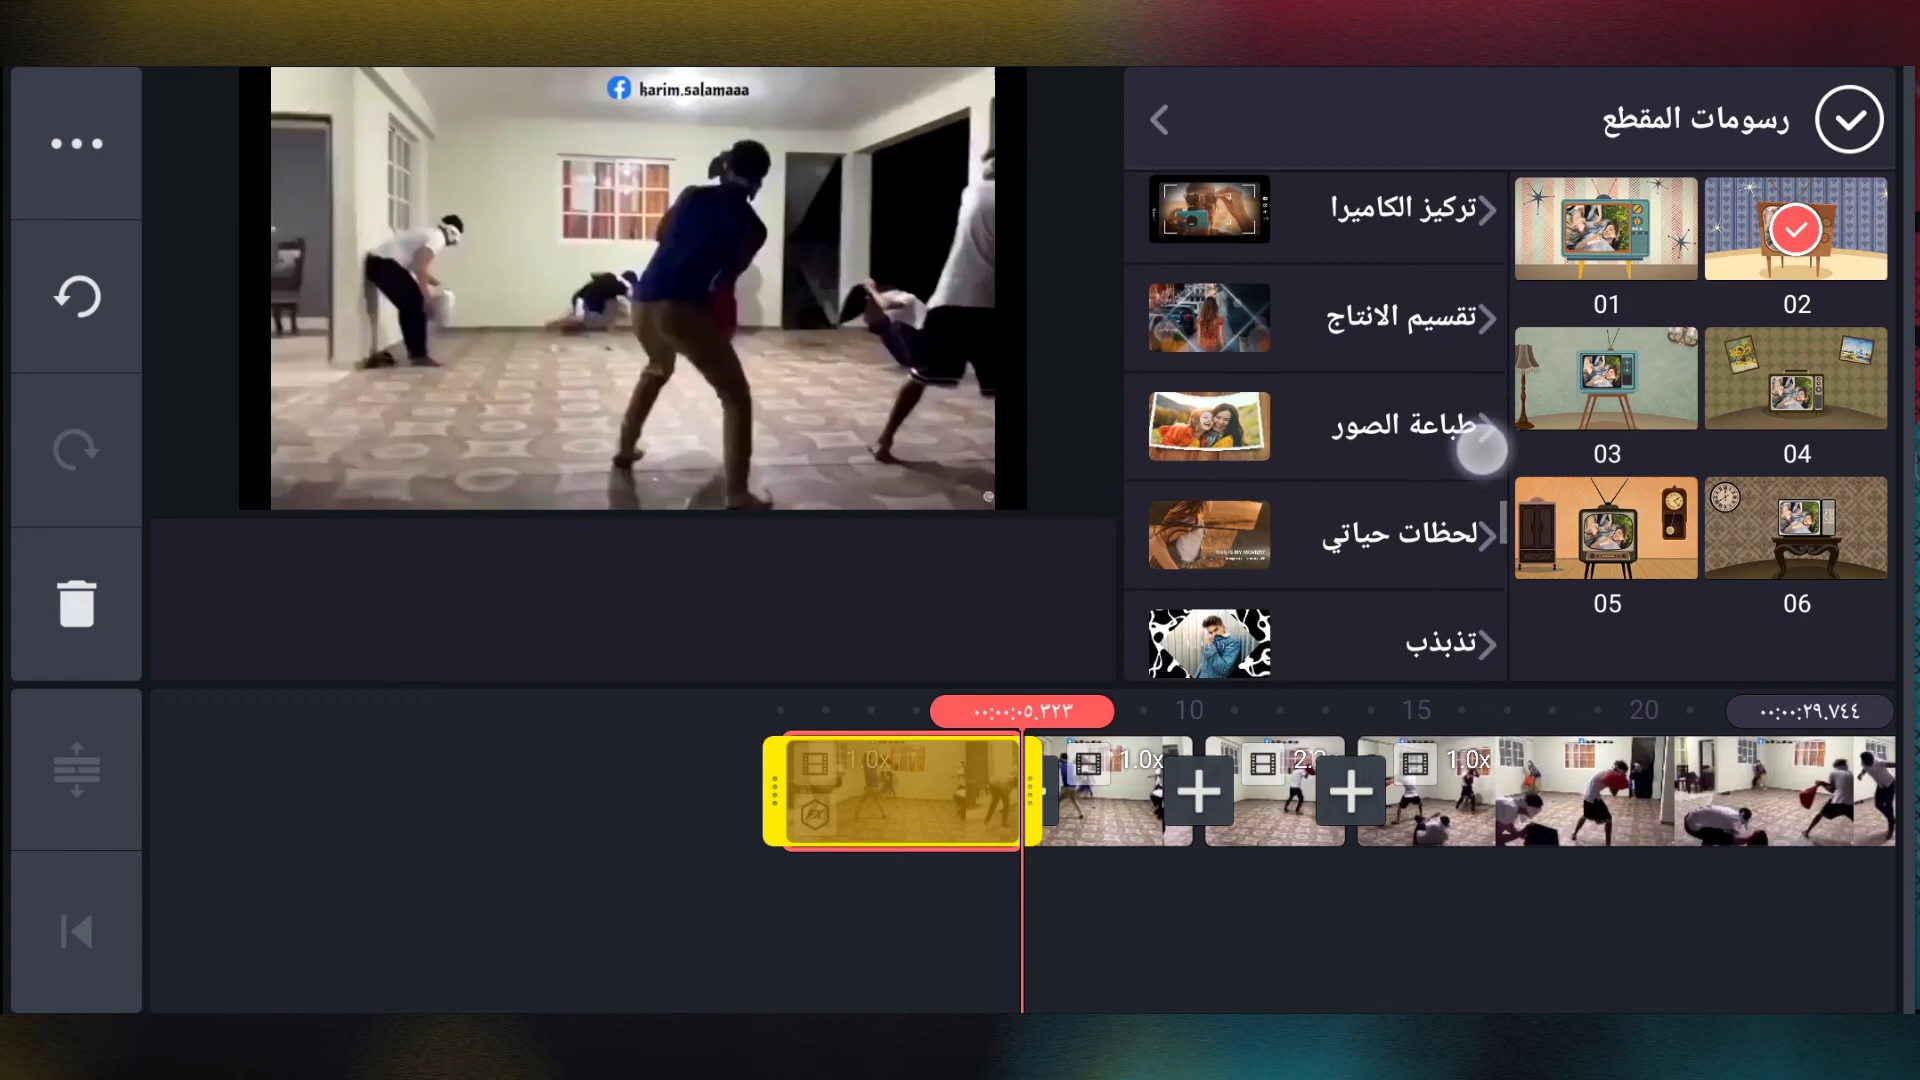 karim.salamaaa
رسومات المقطع
تركيز الكاميرا
تقسيم الانتاج
طباعة الصور
لحظات حياتي
تذبذب
01
02
03
04
05
06
٠٠:٠٠:٠٥.٣٢٣
10
15
20
٠٠:٠٠:٢٩.٧٤٤
1.0x
1.0x
1.0x
FX